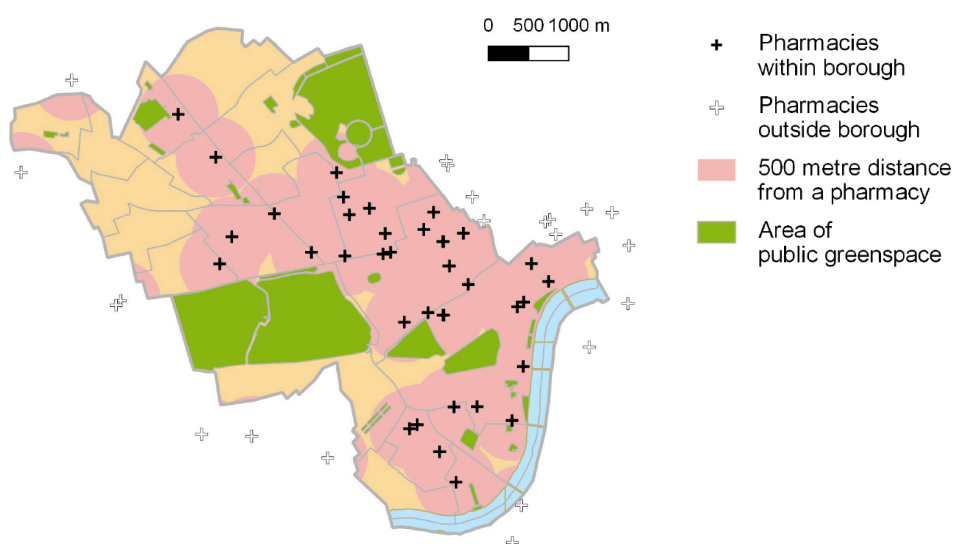 0 500 1000 m
Pharmacies
within borough
Pharmacies
outside borough
500 metre distance
from a pharmacy
Area of
public greenspace